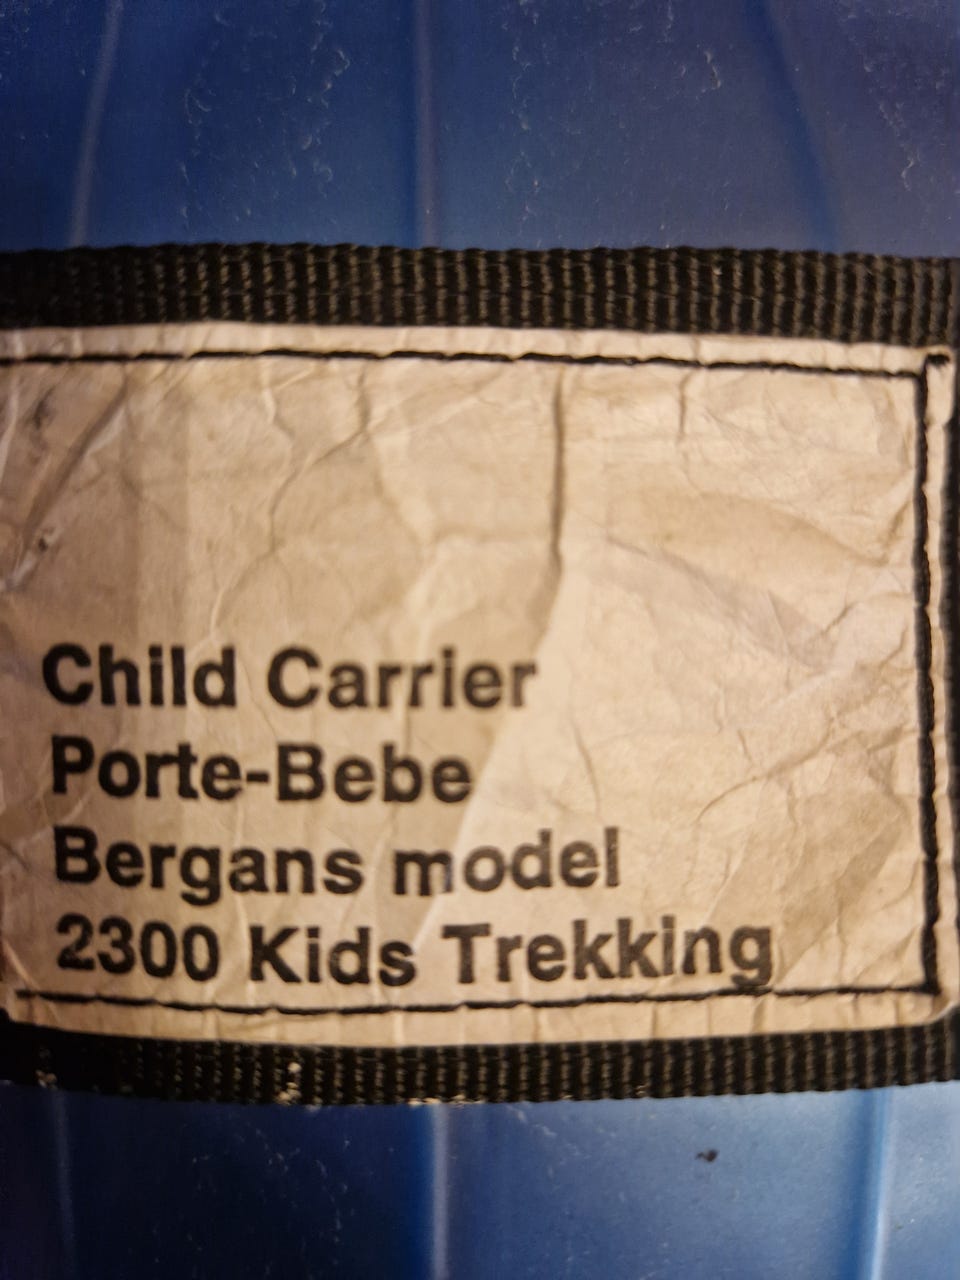 Child Carrier
Porte-Bebe
Bergans model
2300 Kids Trekking